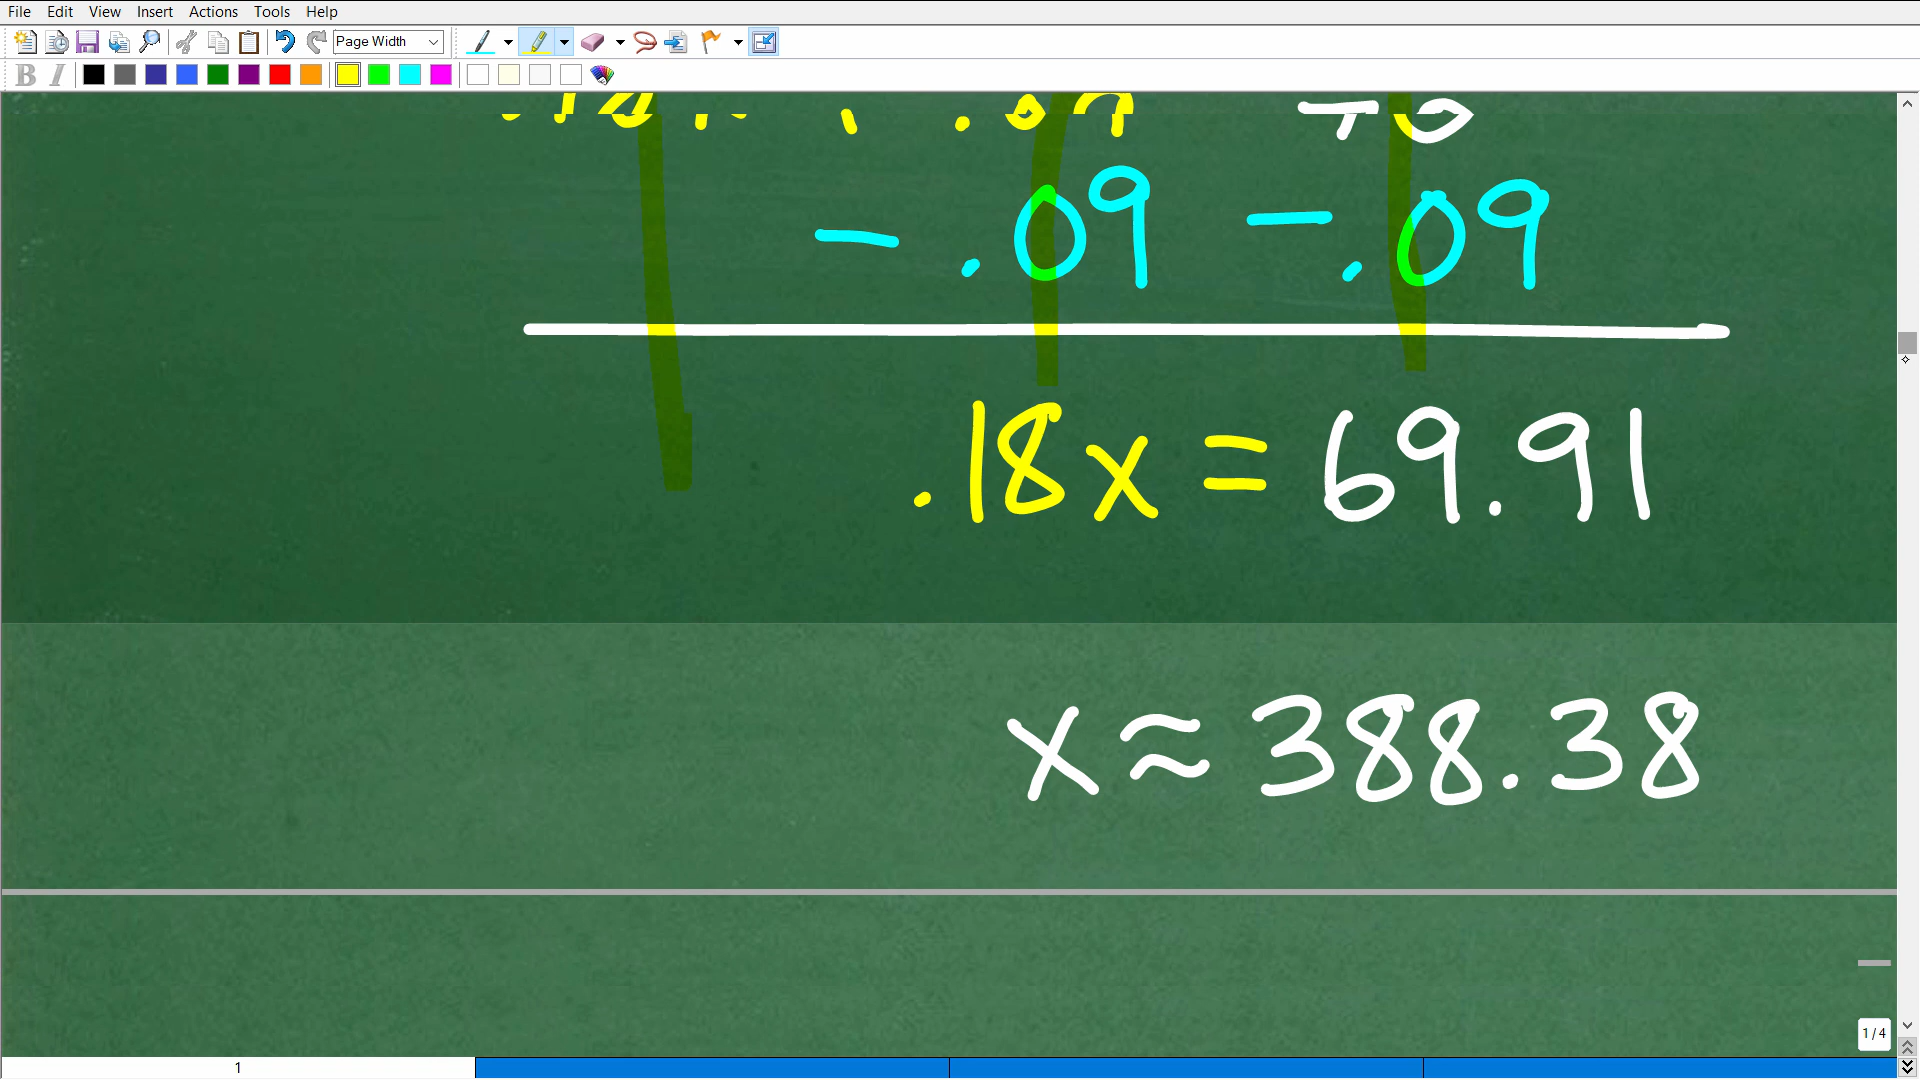 File Edit View Insert Actions Tools Help
Page Width
B I
- .09 - .09
.18x = 69.91
x ≈ 388.38
1 / 4
1